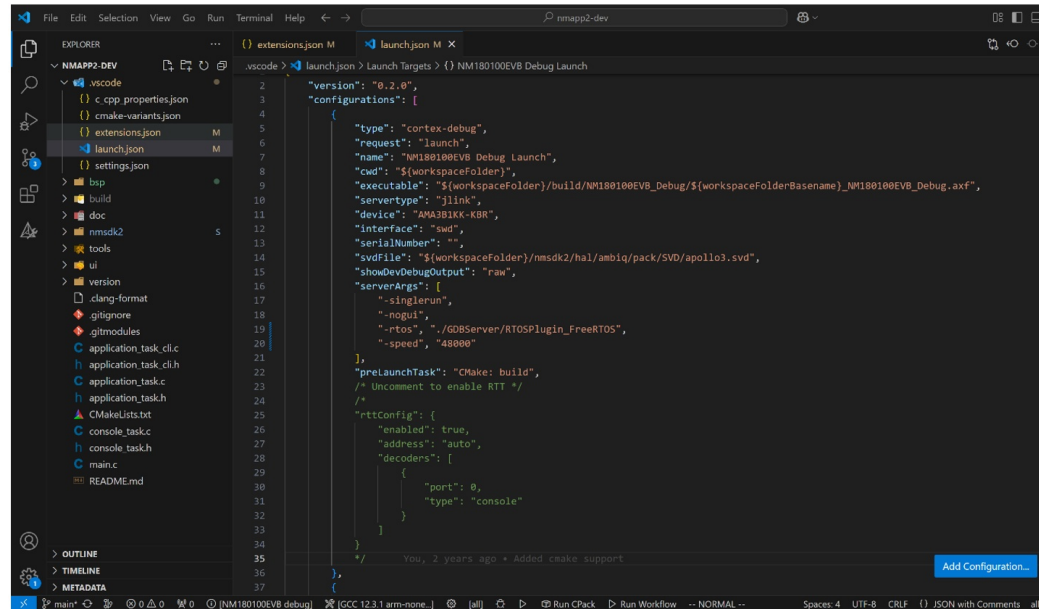 File Edit Selection View Go Run Terminal Help
nmapp2-dev
EXPLORER
NMAPP2-DEV
.vscode
c_cpp_properties.json
cmake-variants.json
extensions.json M
launch.json M
settings.json
bsp
build
doc
nmsdk2 S
tools
ui
version
.clang-format
.gitignore
.gitmodules
application_task_cli.c
application_task_cli.h
application_task.c
application_task.h
CMakeLists.txt
console_task.c
console_task.h
main.c
README.md
OUTLINE
TIMELINE
METADATA
3
1
extensions.json M launch.json M
.vscode > launch.json > Launch Targets > {} NM180100EVB Debug Launch
2 "version": "0.2.0",
3 "configurations": [
4 {
5 "type": "cortex-debug",
6 "request": "launch",
7 "name": "NM180100EVB Debug Launch",
8 "cwd": "${workspaceFolder}",
9 "executable": "${workspaceFolder}/build/NM180100EVB_Debug/${workspaceFolderBasename}_NM180100EVB_Debug.axf",
10 "servertype": "jlink",
11 "device": "AMA3B1KK-KBR",
12 "interface": "swd",
13 "serialNumber": "",
14 "svdFile": "${workspaceFolder}/nmsdk2/hal/ambiq/pack/SVD/apollo3.svd",
15 "showDevDebugOutput": "raw",
16 "serverArgs": [
17 "-singlerun",
18 "-nogui",
19 "-rtos", "./GDBServer/RTOSPlugin_FreeRTOS",
20 "-speed", "48000"
21 ],
22 "preLaunchTask": "CMake: build",
23 /* Uncomment to enable RTT */
24 /*
25 "rttConfig": {
26 "enabled": true,
27 "address": "auto",
28 "decoders": [
29 {
30 "port": 0,
31 "type": "console"
32 }
33 ]
34 }
35 */ You, 2 years ago • Added cmake support
36 },
37 {
Add Configuration...
main* 0 0 0 [NM180100EVB debug] [GCC 12.3.1 arm-none...] [all] Run CPack Run Workflow -- NORMAL -- Spaces: 4 UTF-8 CRLF {} JSON with Comments